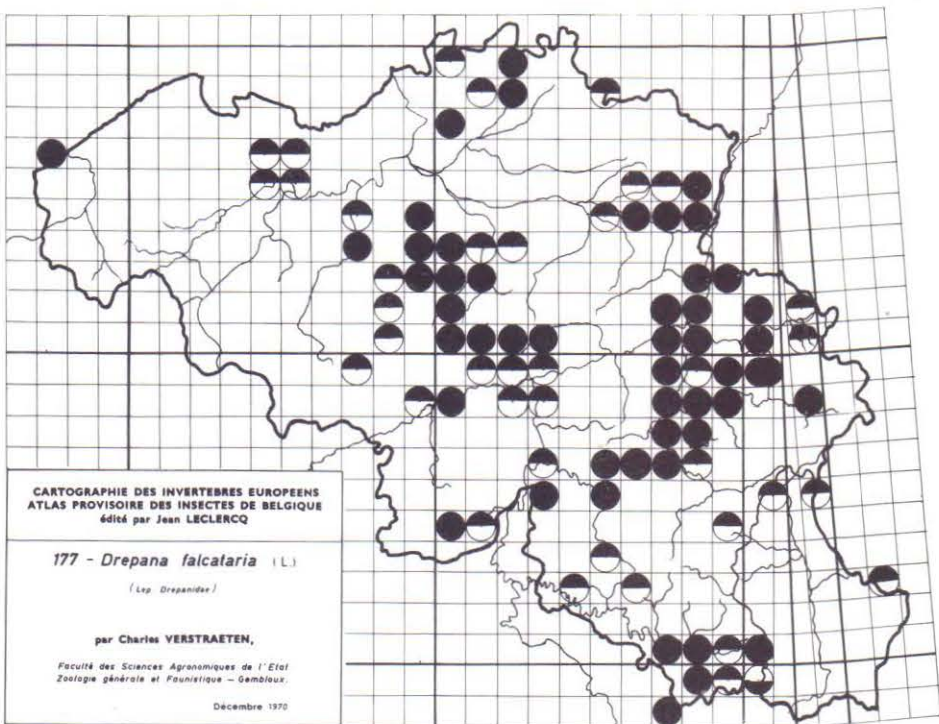 CARTOGRAPHIE DES INVERTEBRES EUROPEENS
ATLAS PROVISOIRE DES INSECTES DE BELGIQUE
édité par Jean LECLERCQ
177 - Drepana falcataria (L.)
(Lep Drepanidae)
par Charles VERSTRAETEN,
Faculté des Sciences Agronomiques de l'Etat
Zoologie générale et Faunistique - Gembloux.
Décembre 1970